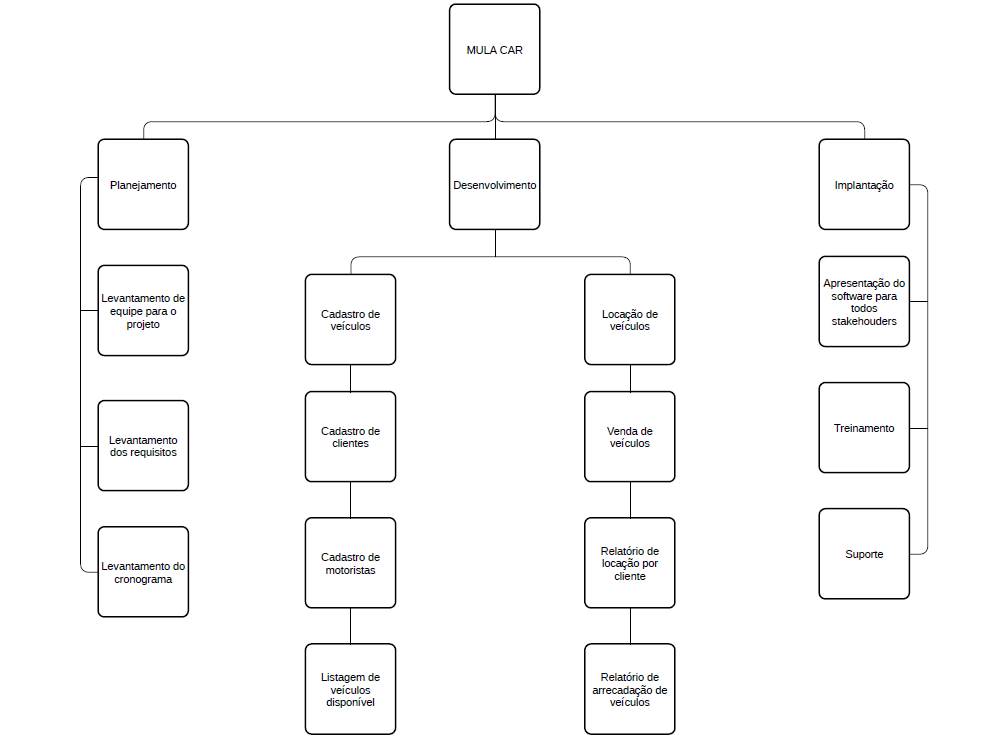 MULA CAR
Planejamento
Desenvolvimento
Implantação
Levantamento de
equipe para o
projeto
Levantamento
dos requisitos
Levantamento do
cronograma
Cadastro de
veículos
Cadastro de
clientes
Cadastro de
motoristas
Listagem de
veículos
disponível
Locação de
veículos
Venda de
veículos
Relatório de
locação por
cliente
Relatório de
arrecadação de
veículos
Apresentação do
software para
todos
stakehouders
Treinamento
Suporte